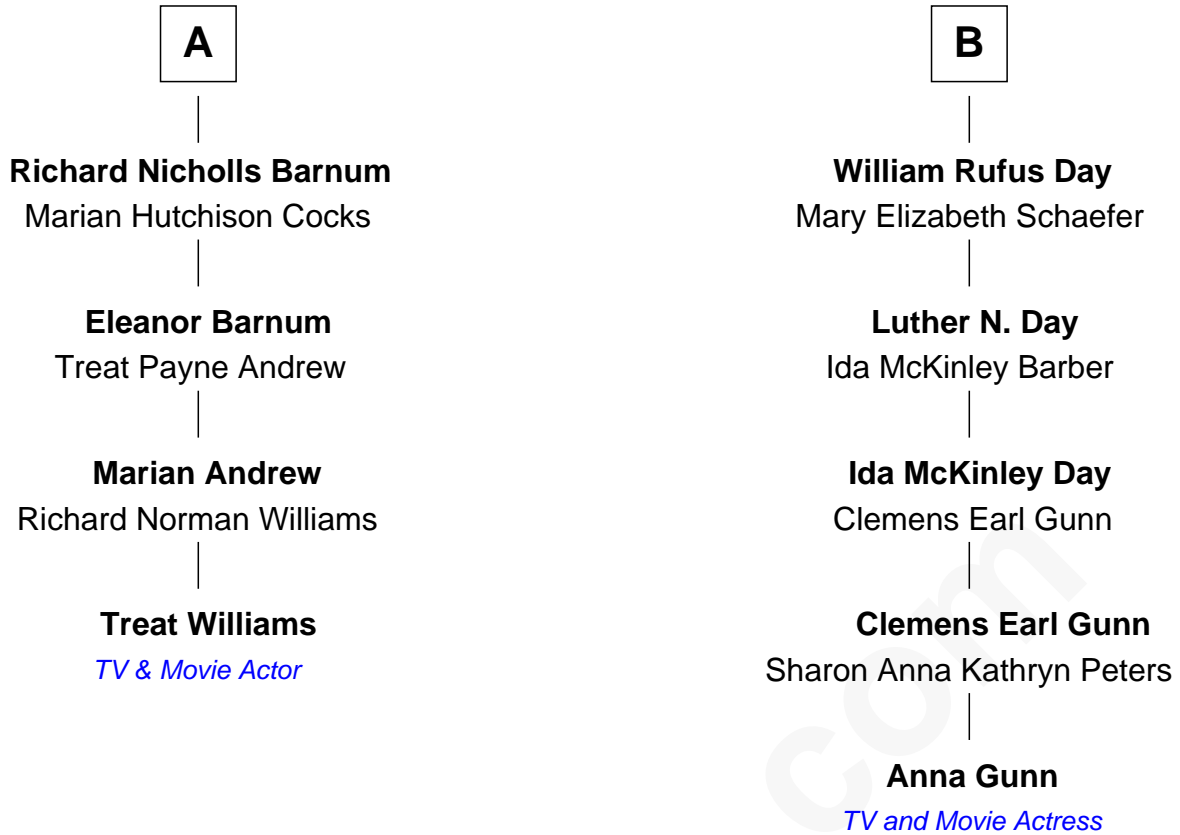 A
Richard Nicholls Barnum
Marian Hutchison Cocks
Eleanor Barnum
Treat Payne Andrew
Marian Andrew
Richard Norman Williams
Treat Williams
TV & Movie Actor
B
William Rufus Day
Mary Elizabeth Schaefer
Luther N. Day
Ida McKinley Barber
Ida McKinley Day
Clemens Earl Gunn
Clemens Earl Gunn
Sharon Anna Kathryn Peters
Anna Gunn
TV and Movie Actress
com